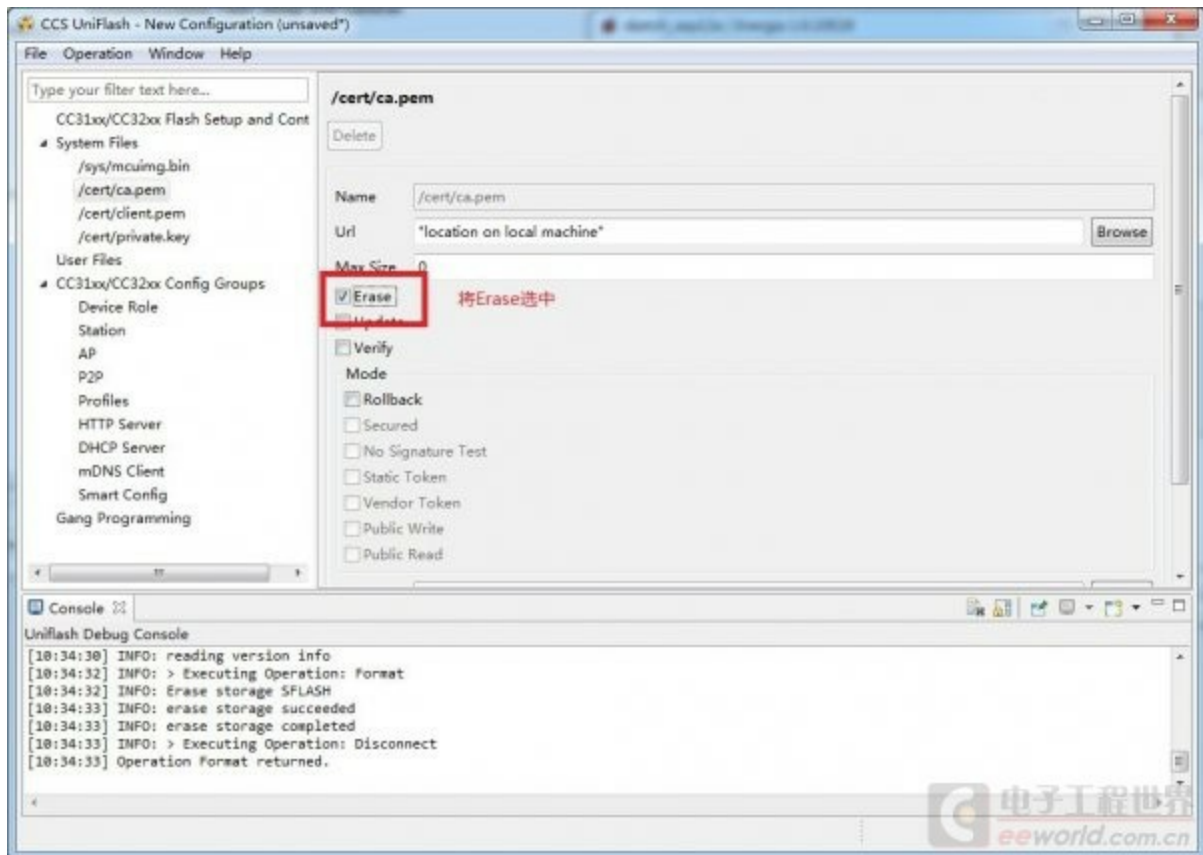 CCS UniFlash - New Configuration (unsaved*)
File Operation Window Help
Type your filter text here...
CC31xx/CC32xx Flash Setup and Cont
System Files
/sys/mcuimg.bin
/cert/ca.pem
/cert/client.pem
/cert/private.key
User Files
CC31xx/CC32xx Config Groups
Device Role
Station
AP
P2P
Profiles
HTTP Server
DHCP Server
mDNS Client
Smart Config
Gang Programming
/cert/ca.pem
Delete
Name /cert/ca.pem
Url "location on local machine" Browse
Max Size 0
Erase 将Erase选中
Update
Verify
Mode
Rollback
Secured
No Signature Test
Static Token
Vendor Token
Public Write
Public Read
Console
Uniflash Debug Console
[10:34:30] INFO: reading version info
[10:34:32] INFO: > Executing Operation: Format
[10:34:32] INFO: Erase storage SFLASH
[10:34:33] INFO: erase storage succeeded
[10:34:33] INFO: erase storage completed
[10:34:33] INFO: > Executing Operation: Disconnect
[10:34:33] Operation Format returned.
电子工程世界
eeworld.com.cn